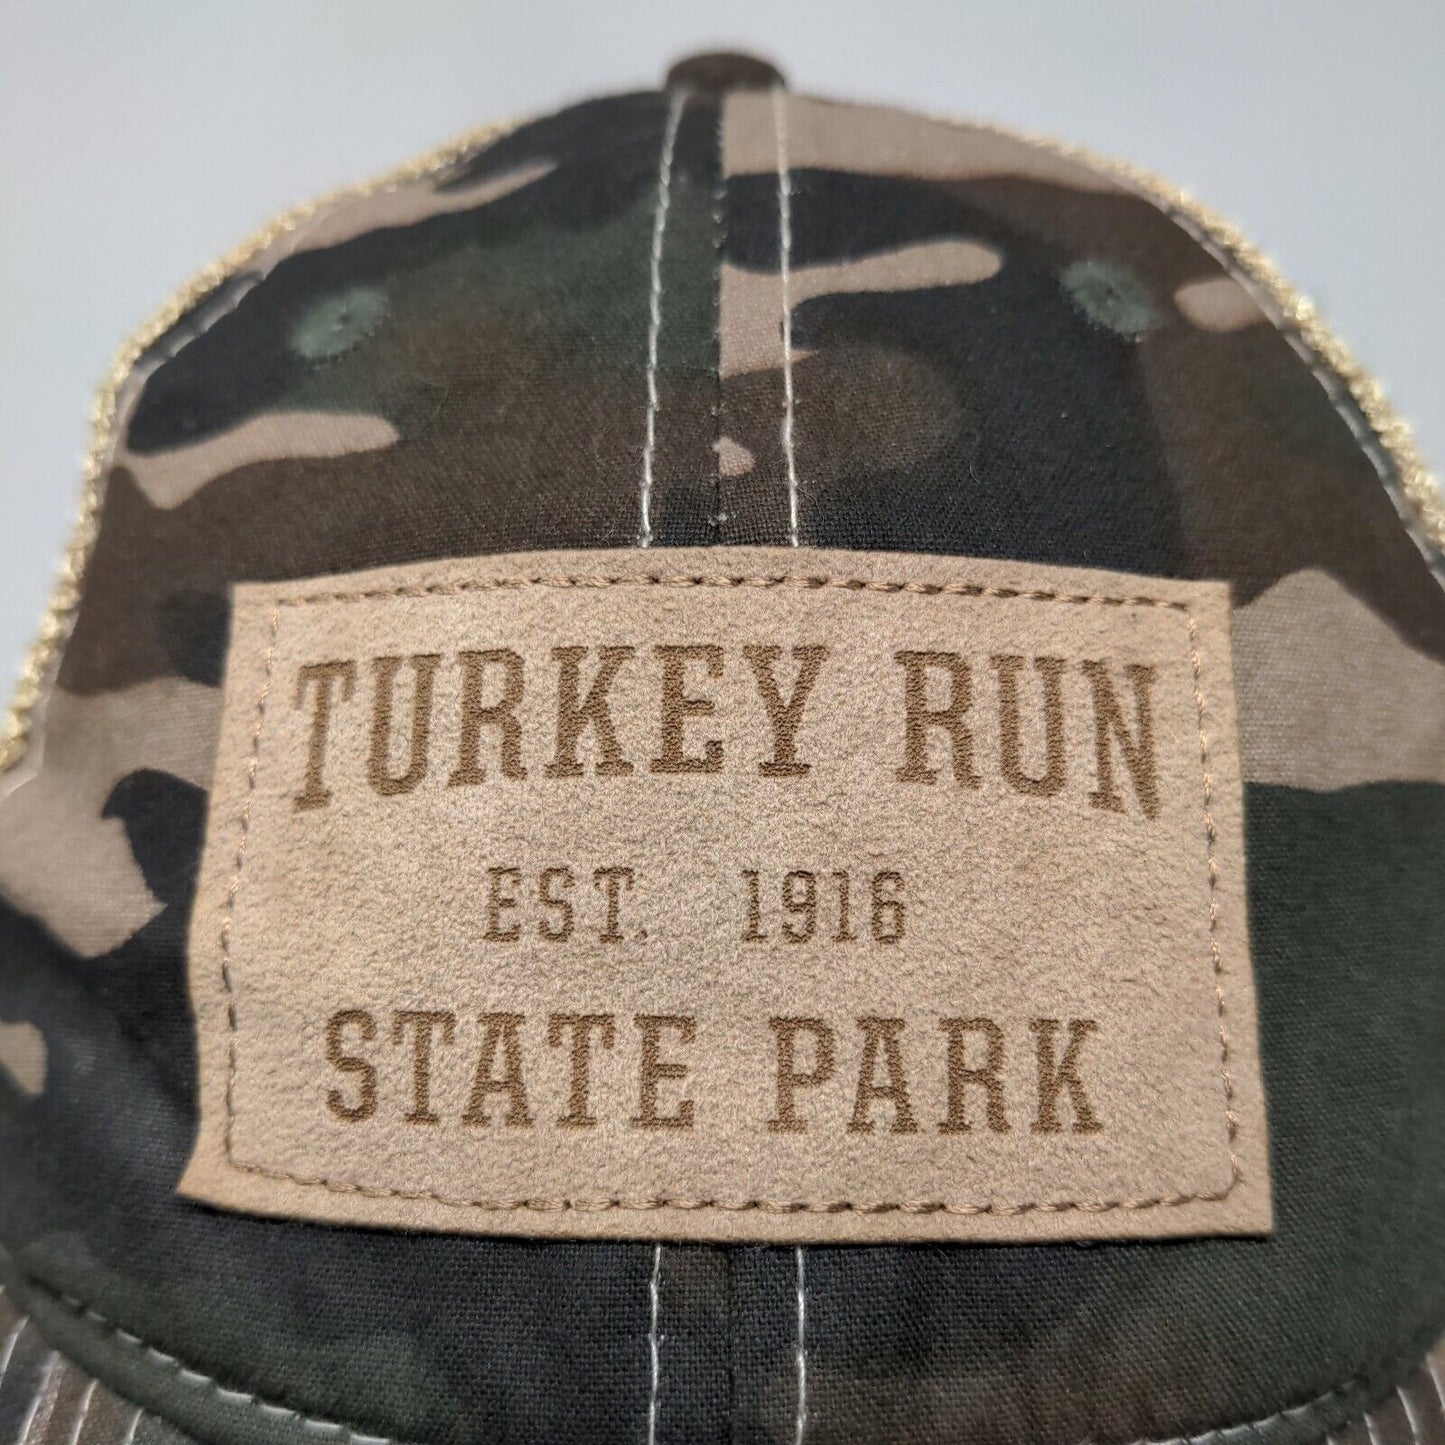 TURKEY RUN
EST. 1916
STATE PARK